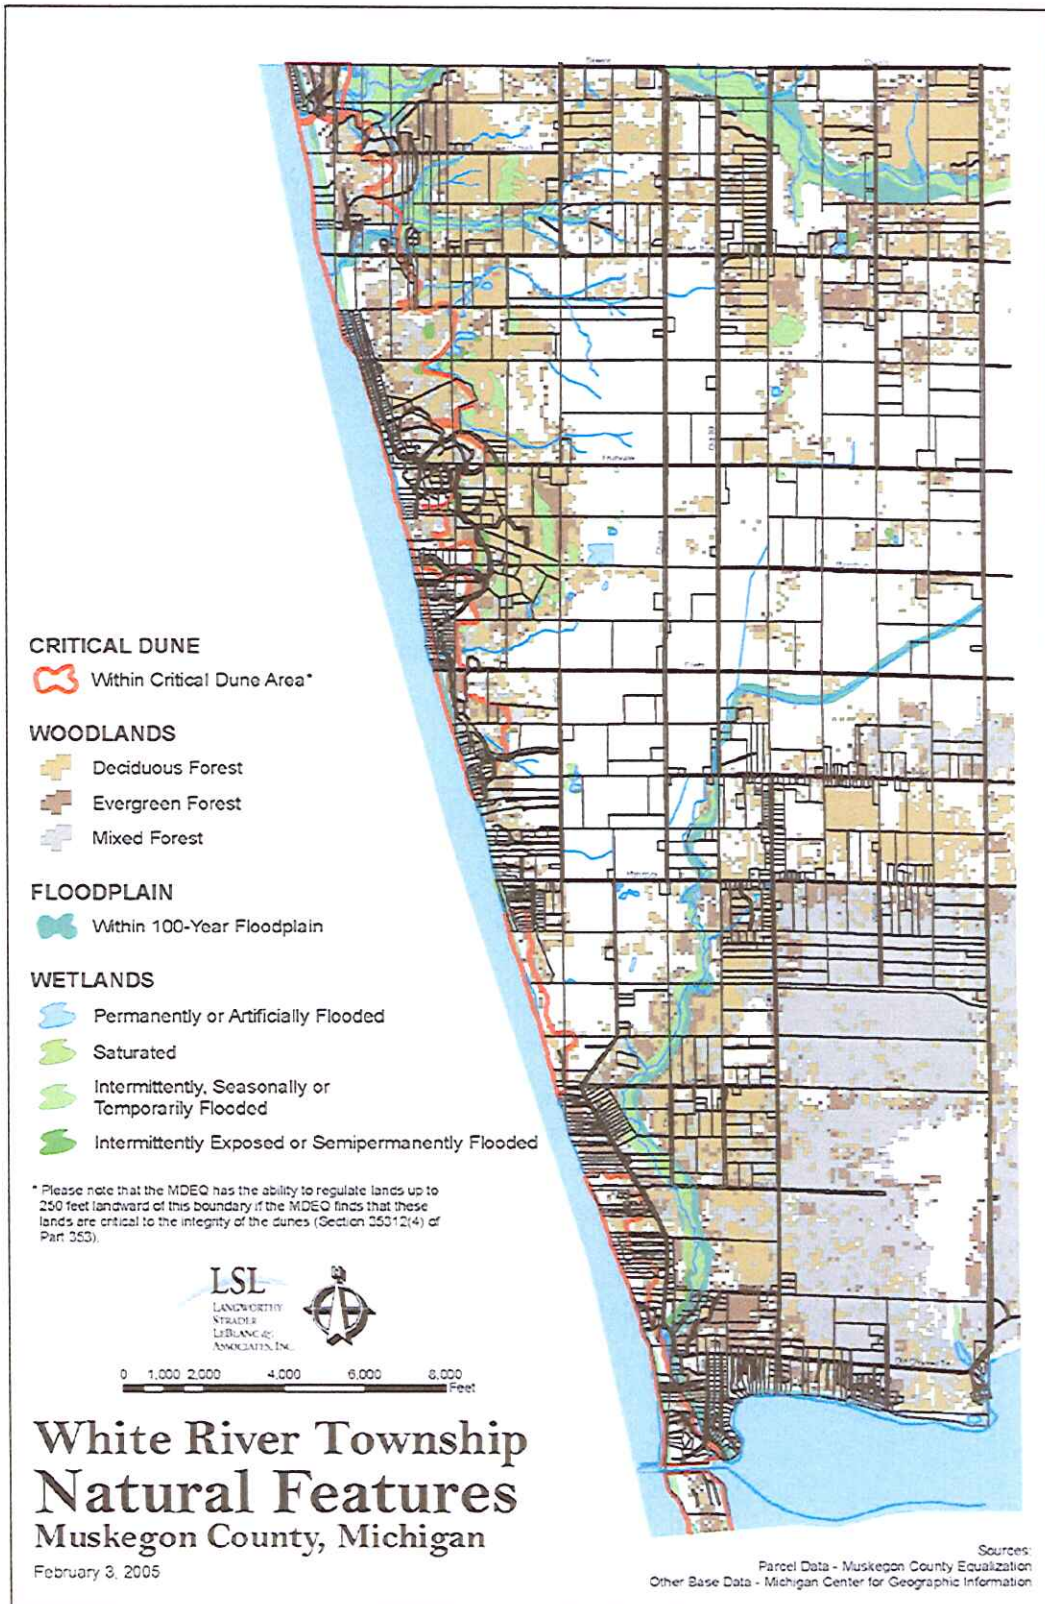 CRITICAL DUNE
Within Critical Dune Area*
WOODLANDS
Deciduous Forest
Evergreen Forest
Mixed Forest
FLOODPLAIN
Within 100-Year Floodplain
WETLANDS
Permanently or Artificially Flooded
Saturated
Intermittently, Seasonally or
Temporarily Flooded
Intermittently Exposed or Semipermanently Flooded
* Please note that the MDEQ has the ability to regulate lands up to
250 feet landward of this boundary if the MDEQ finds that these
lands are critical to the integrity of the dunes (Section 35312(4) of
Part 353).
LSL
LANGWORTHY
STRADER
LEBLANC &
ASSOCIATES, INC.
N
0 1,000 2,000 4,000 6,000 8,000
Feet
White River Township
Natural Features
Muskegon County, Michigan
February 3, 2005
Sources:
Parcel Data - Muskegon County Equalization
Other Base Data - Michigan Center for Geographic Information